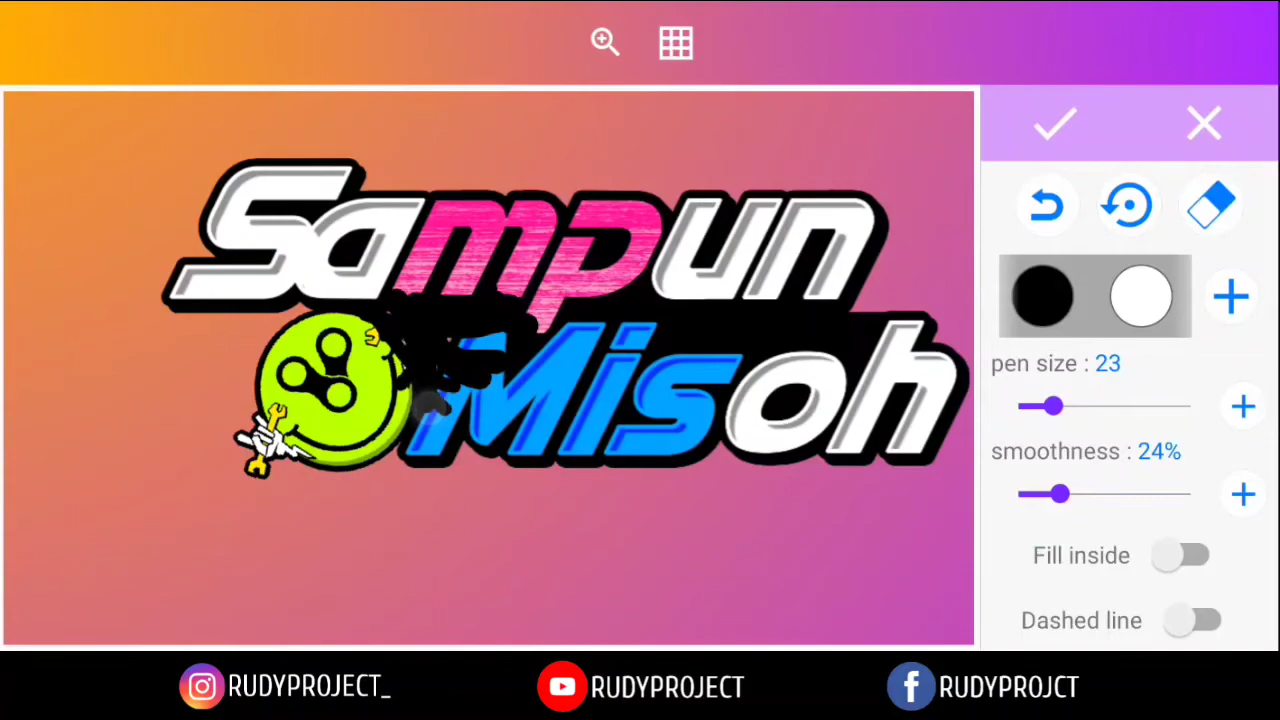 Sampun
Misoh
pen size : 23
smoothness : 24%
Fill inside
Dashed line
RUDYPROJECT_
RUDYPROJECT
RUDYPROJCT